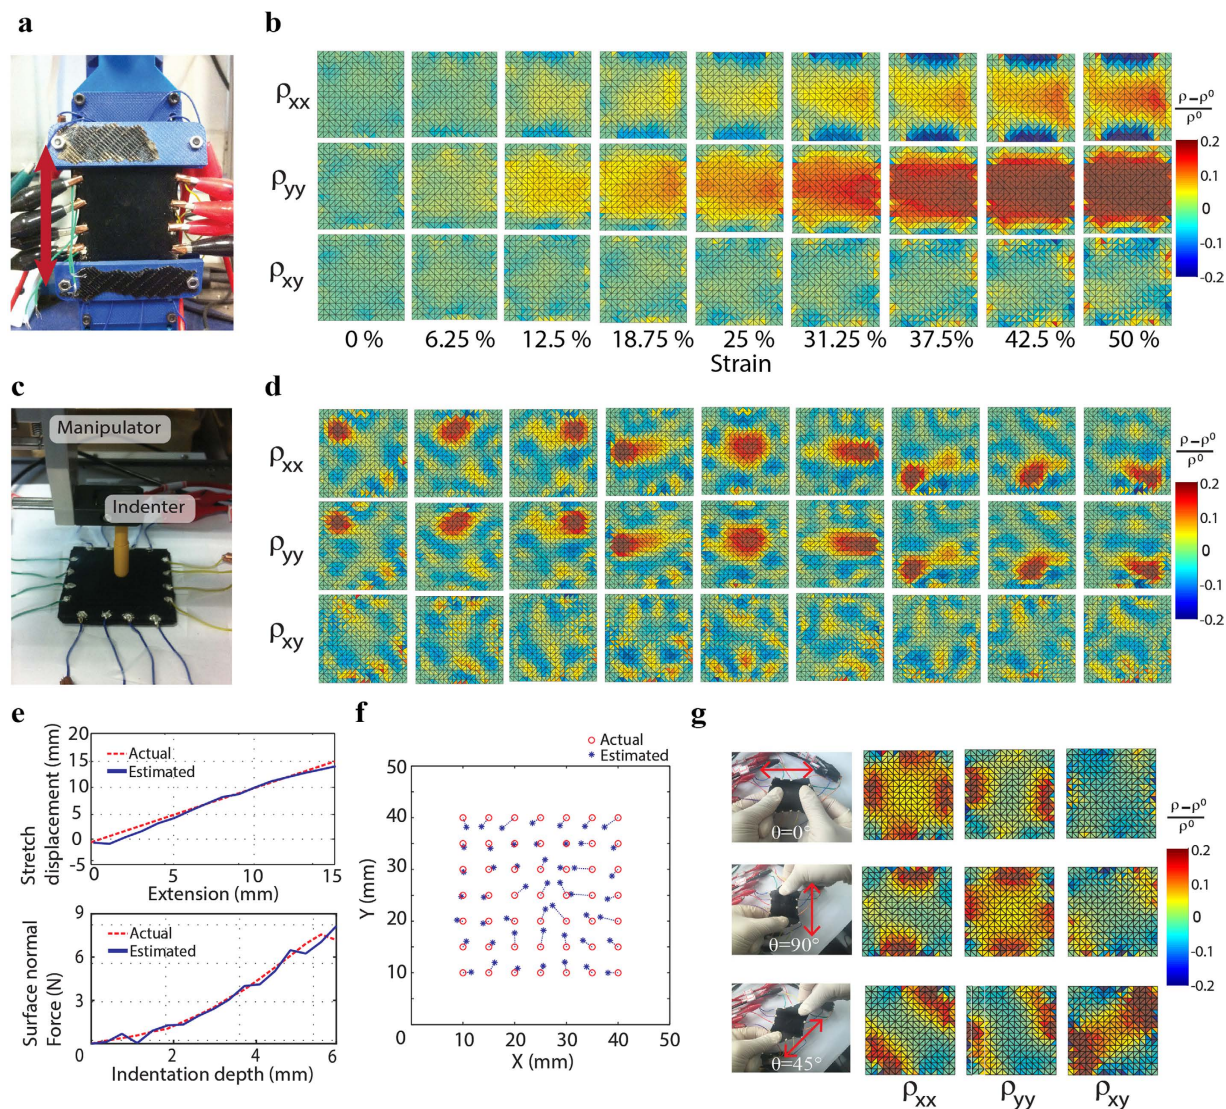 a
b
ρxx
ρyy
ρxy
ρ – ρ⁰
ρ⁰
0.2
0.1
0
-0.1
-0.2
0 %
6.25 %
12.5 %
18.75 %
25 %
31.25 %
37.5%
42.5 %
50 %
Strain
c
Manipulator
Indenter
d
ρxx
ρyy
ρxy
ρ – ρ⁰
ρ⁰
0.2
0.1
0
-0.1
-0.2
e
Stretch
displacement (mm)
20
15
10
5
0
-5
Actual
Estimated
0
5
10
15
Extension (mm)
Surface normal
Force (N)
9
6
3
0
Actual
Estimated
2
4
6
Indentation depth (mm)
f
Actual
Estimated
Y (mm)
50
40
30
20
10
0
10
20
30
40
50
X (mm)
g
θ=0°
θ=90°
θ=45°
ρ – ρ⁰
ρ⁰
0.2
0.1
0
-0.1
-0.2
ρxx
ρyy
ρxy